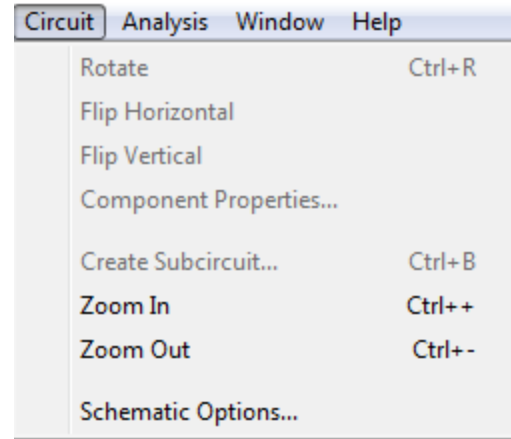 Circuit Analysis Window Help
Rotate Ctrl+R
Flip Horizontal
Flip Vertical
Component Properties...
Create Subcircuit... Ctrl+B
Zoom In Ctrl++
Zoom Out Ctrl+-
Schematic Options...